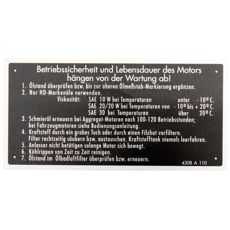 Betriebssicherheit und Lebensdauer des Motors
hängen von der Wartung ab!
1. Ölstand überprüfen bzw. bis zur oberen Ölmeßstab-Markierung ergänzen.
2. Nur HD-Markenöle verwenden.
Viskosität: SAE 10 W bei Temperaturen unter - 10° C.
SAE 20/20 W bei Temperaturen von -10° bis + 20° C.
SAE 30 bei Temperaturen über 20° C.
3. Schmieröl erneuern bei Aggregat-Motoren nach 100-120 Betriebsstunden;
bei Fahrzeugmotoren siehe Bedienungsanleitung.
4. Kraftstoff durch ein großes Tuch oder durch einen Filzhut vorfiltern.
Filter rechtzeitig reinigen bzw. erneuern. Kraftstofftank niemals leerfahren.
5. Anlasser nicht betätigen solange Motor sich bewegt.
6. Kühlrippen von Zeit zu Zeit reinigen.
7. Ölstand im Ölbadluftfilter überprüfen bzw. erneuern.
4308 A 110